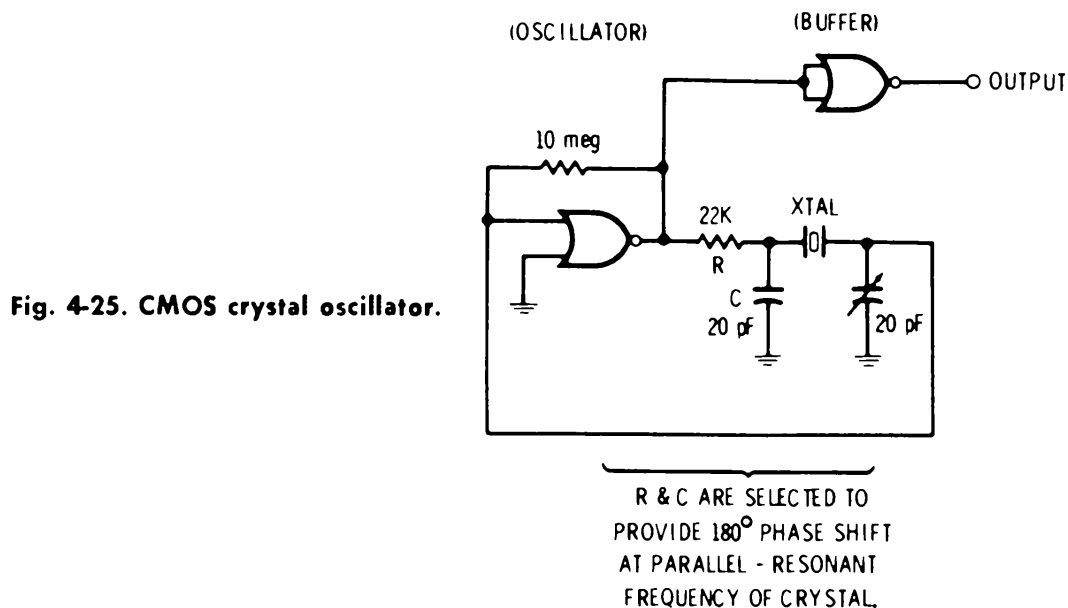 (OSCILLATOR)
(BUFFER)
OUTPUT
10 meg
22K
XTAL
R
C
20 pF
20 pF
Fig. 4-25. CMOS crystal oscillator.
R & C ARE SELECTED TO
PROVIDE 180° PHASE SHIFT
AT PARALLEL - RESONANT
FREQUENCY OF CRYSTAL.